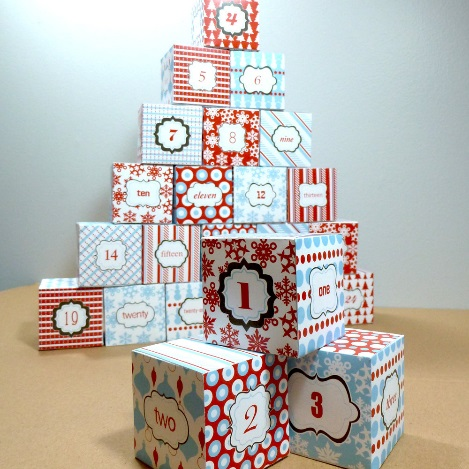 4
5 6
7 8 nine
ten eleven 12 thirteen
14 fifteen
19 twenty
1 one
two 2 3 three